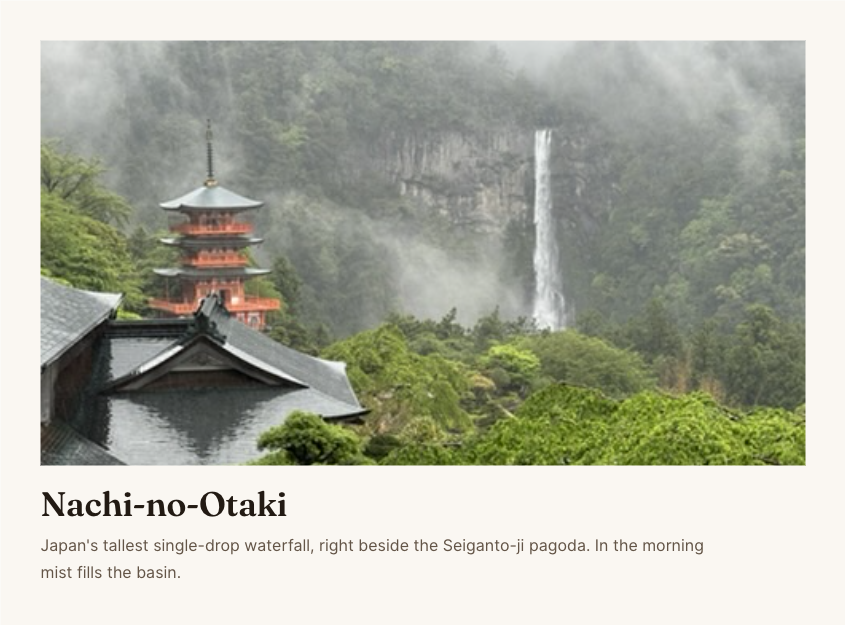 Nachi-no-Otaki
Japan's tallest single-drop waterfall, right beside the Seiganto-ji pagoda. In the morning
mist fills the basin.